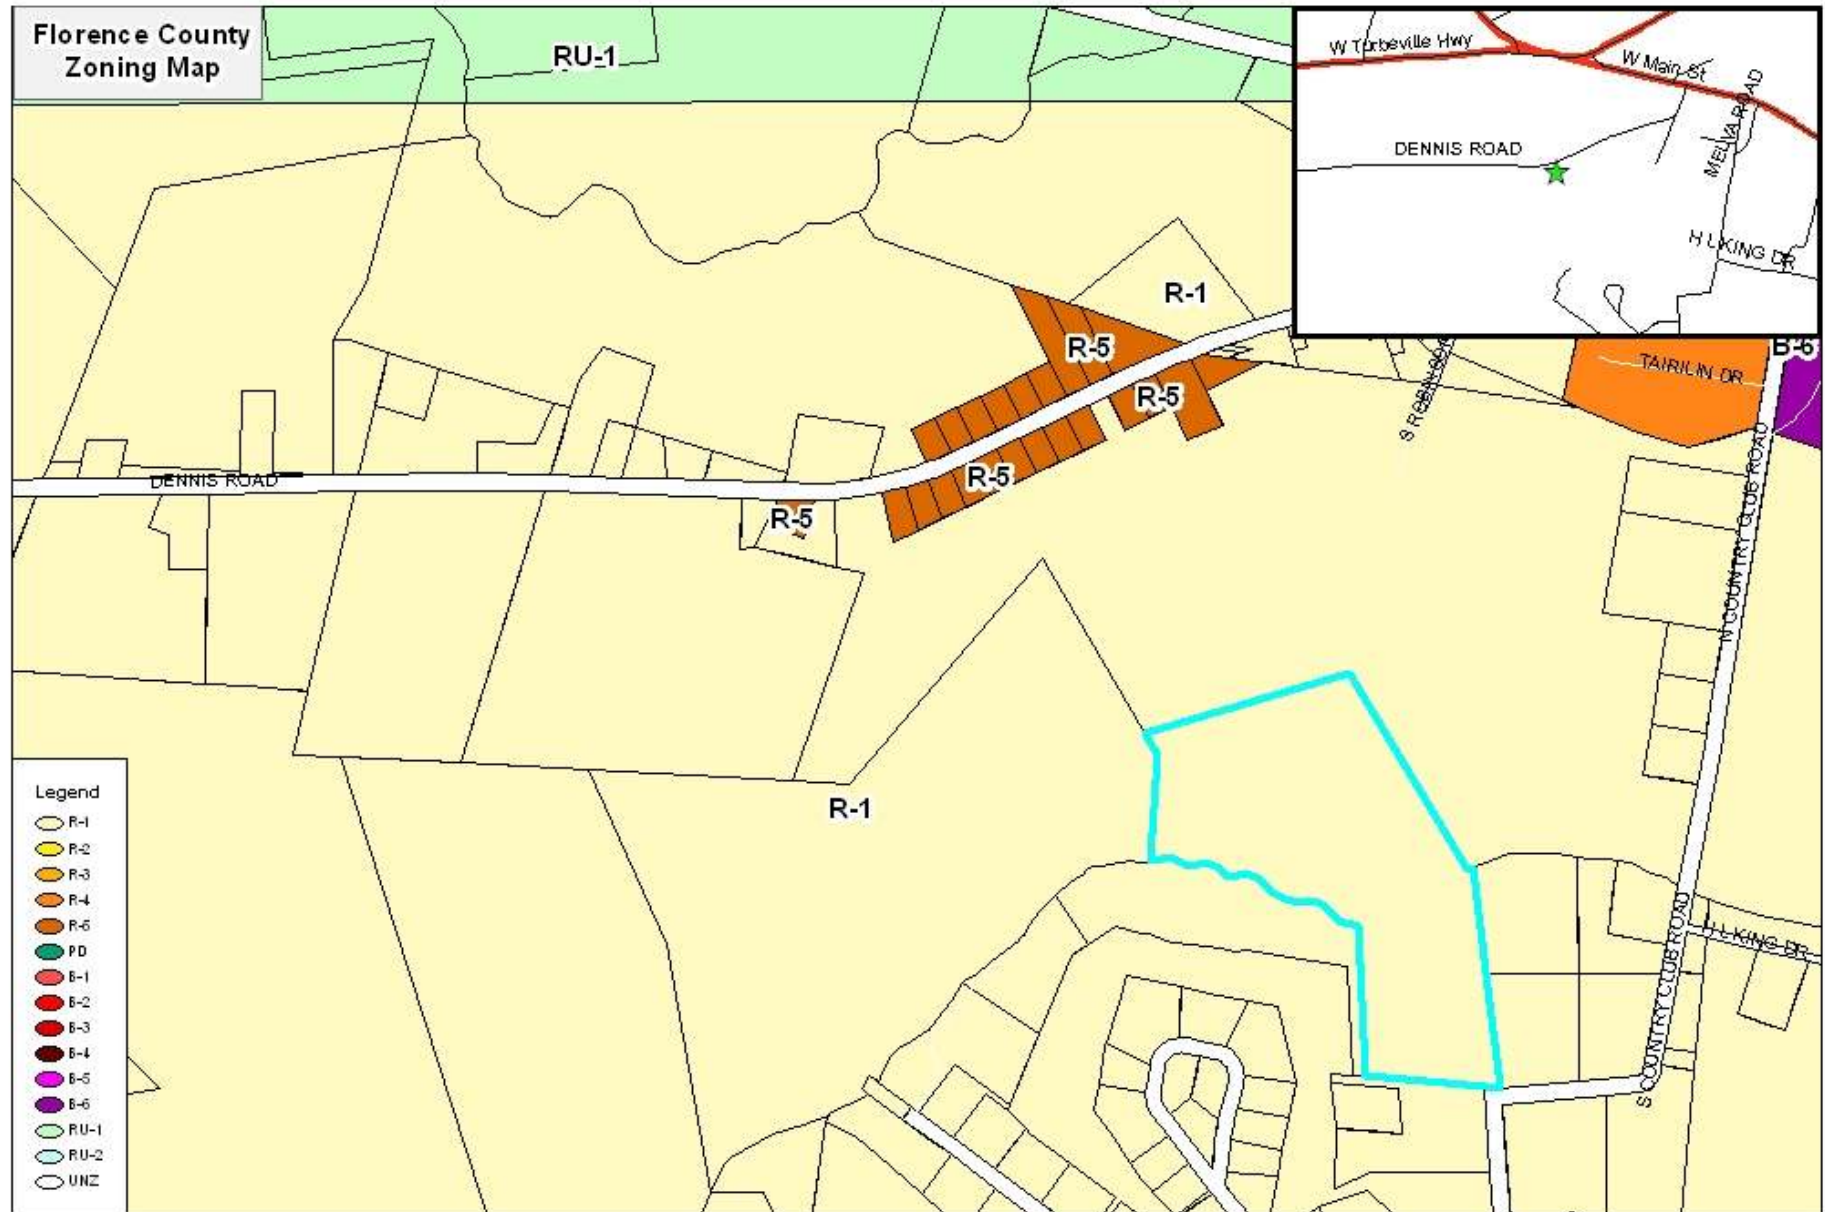 Florence County
Zoning Map
RU-1
W Turbeville Hwy
W Main St
MELVA ROAD
DENNIS ROAD
H L KING DR
R-1
R-5
B-6
TAIRILIN DR
R-5
R-5
DENNIS ROAD
R-5
N COUNTRY CLUB ROAD
R-1
Legend
R-1
R-2
R-3
R-4
R-5
PD
B-1
B-2
B-3
B-4
B-5
B-6
RU-1
RU-2
UNZ
H L KING DR
S COUNTRY CLUB ROAD